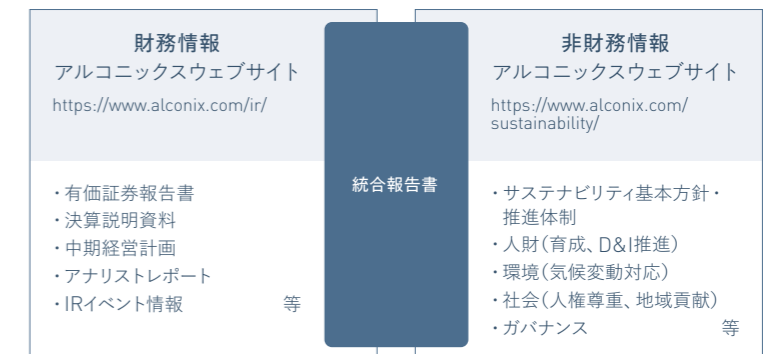 財務情報
アルコニックスウェブサイト
https://www.alconix.com/ir/
・有価証券報告書
・決算説明資料
・中期経営計画
・アナリストレポート
・IRイベント情報 等
統合報告書
非財務情報
アルコニックスウェブサイト
https://www.alconix.com/
sustainability/
・サステナビリティ基本方針・
推進体制
・人財（育成、D&I推進）
・環境（気候変動対応）
・社会（人権尊重、地域貢献）
・ガバナンス 等